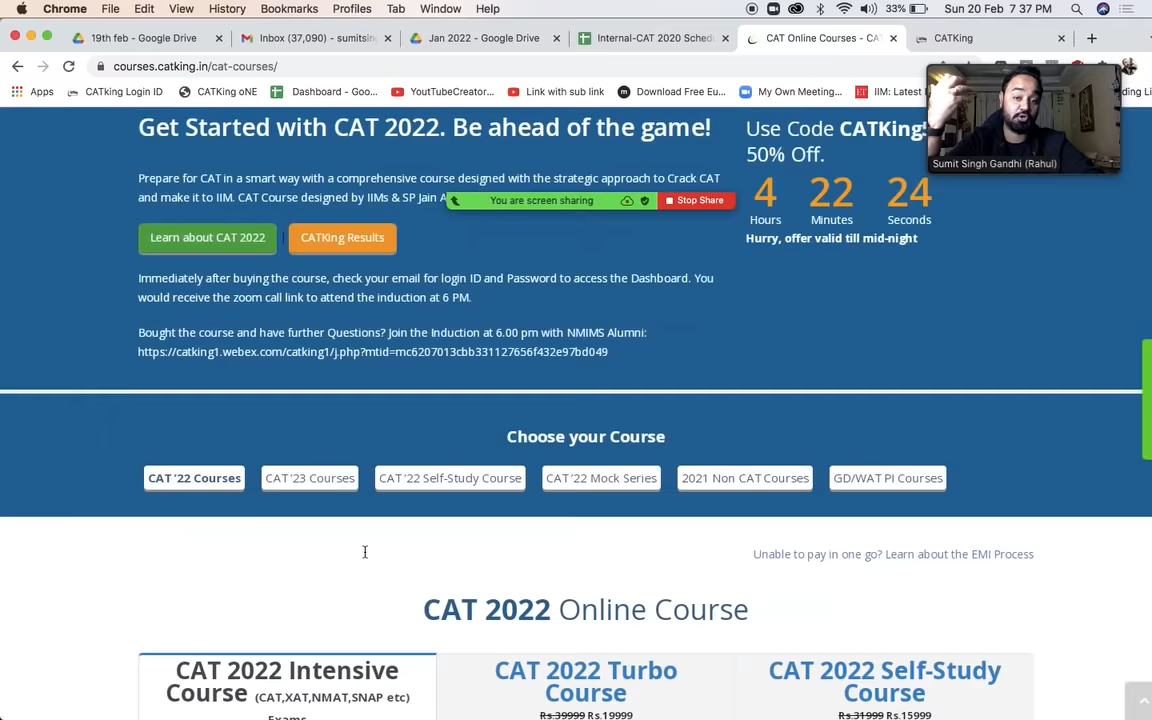 Chrome File Edit View History Bookmarks Profiles Tab Window Help 33% Sun 20 Feb 7:37 PM
19th feb - Google Drive Inbox (37,090) - sumitsin Jan 2022 - Google Drive Internal-CAT 2020 Sched CAT Online Courses - CA CATKing
courses.catking.in/cat-courses/
Apps CATking Login ID CATKing oNE Dashboard - Goo... YouTubeCreator... Link with sub link Download Free Eu... My Own Meeting... IIM: Latest
Sumit Singh Gandhi (Rahul)
Get Started with CAT 2022. Be ahead of the game!
Prepare for CAT in a smart way with a comprehensive course designed with the strategic approach to Crack CAT
and make it to IIM. CAT Course designed by IIMs & SP Jain A
You are screen sharing Stop Share
Learn about CAT 2022 CATKing Results
Immediately after buying the course, check your email for login ID and Password to access the Dashboard. You
would receive the zoom call link to attend the induction at 6 PM.
Bought the course and have further Questions? Join the Induction at 6.00 pm with NMIMS Alumni:
https://catking1.webex.com/catking1/j.php?mtid=mc6207013cbb331127656f432e97bd049
Use Code CATKing
50% Off.
4 22 24
Hours Minutes Seconds
Hurry, offer valid till mid-night
Choose your Course
CAT '22 Courses CAT '23 Courses CAT '22 Self-Study Course CAT '22 Mock Series 2021 Non CAT Courses GD/WAT PI Courses
Unable to pay in one go? Learn about the EMI Process
CAT 2022 Online Course
CAT 2022 Intensive
Course (CAT,XAT,NMAT,SNAP etc)
Exams
CAT 2022 Turbo
Course
Rs.39999 Rs.19999
CAT 2022 Self-Study
Course
Rs.31999 Rs.15999